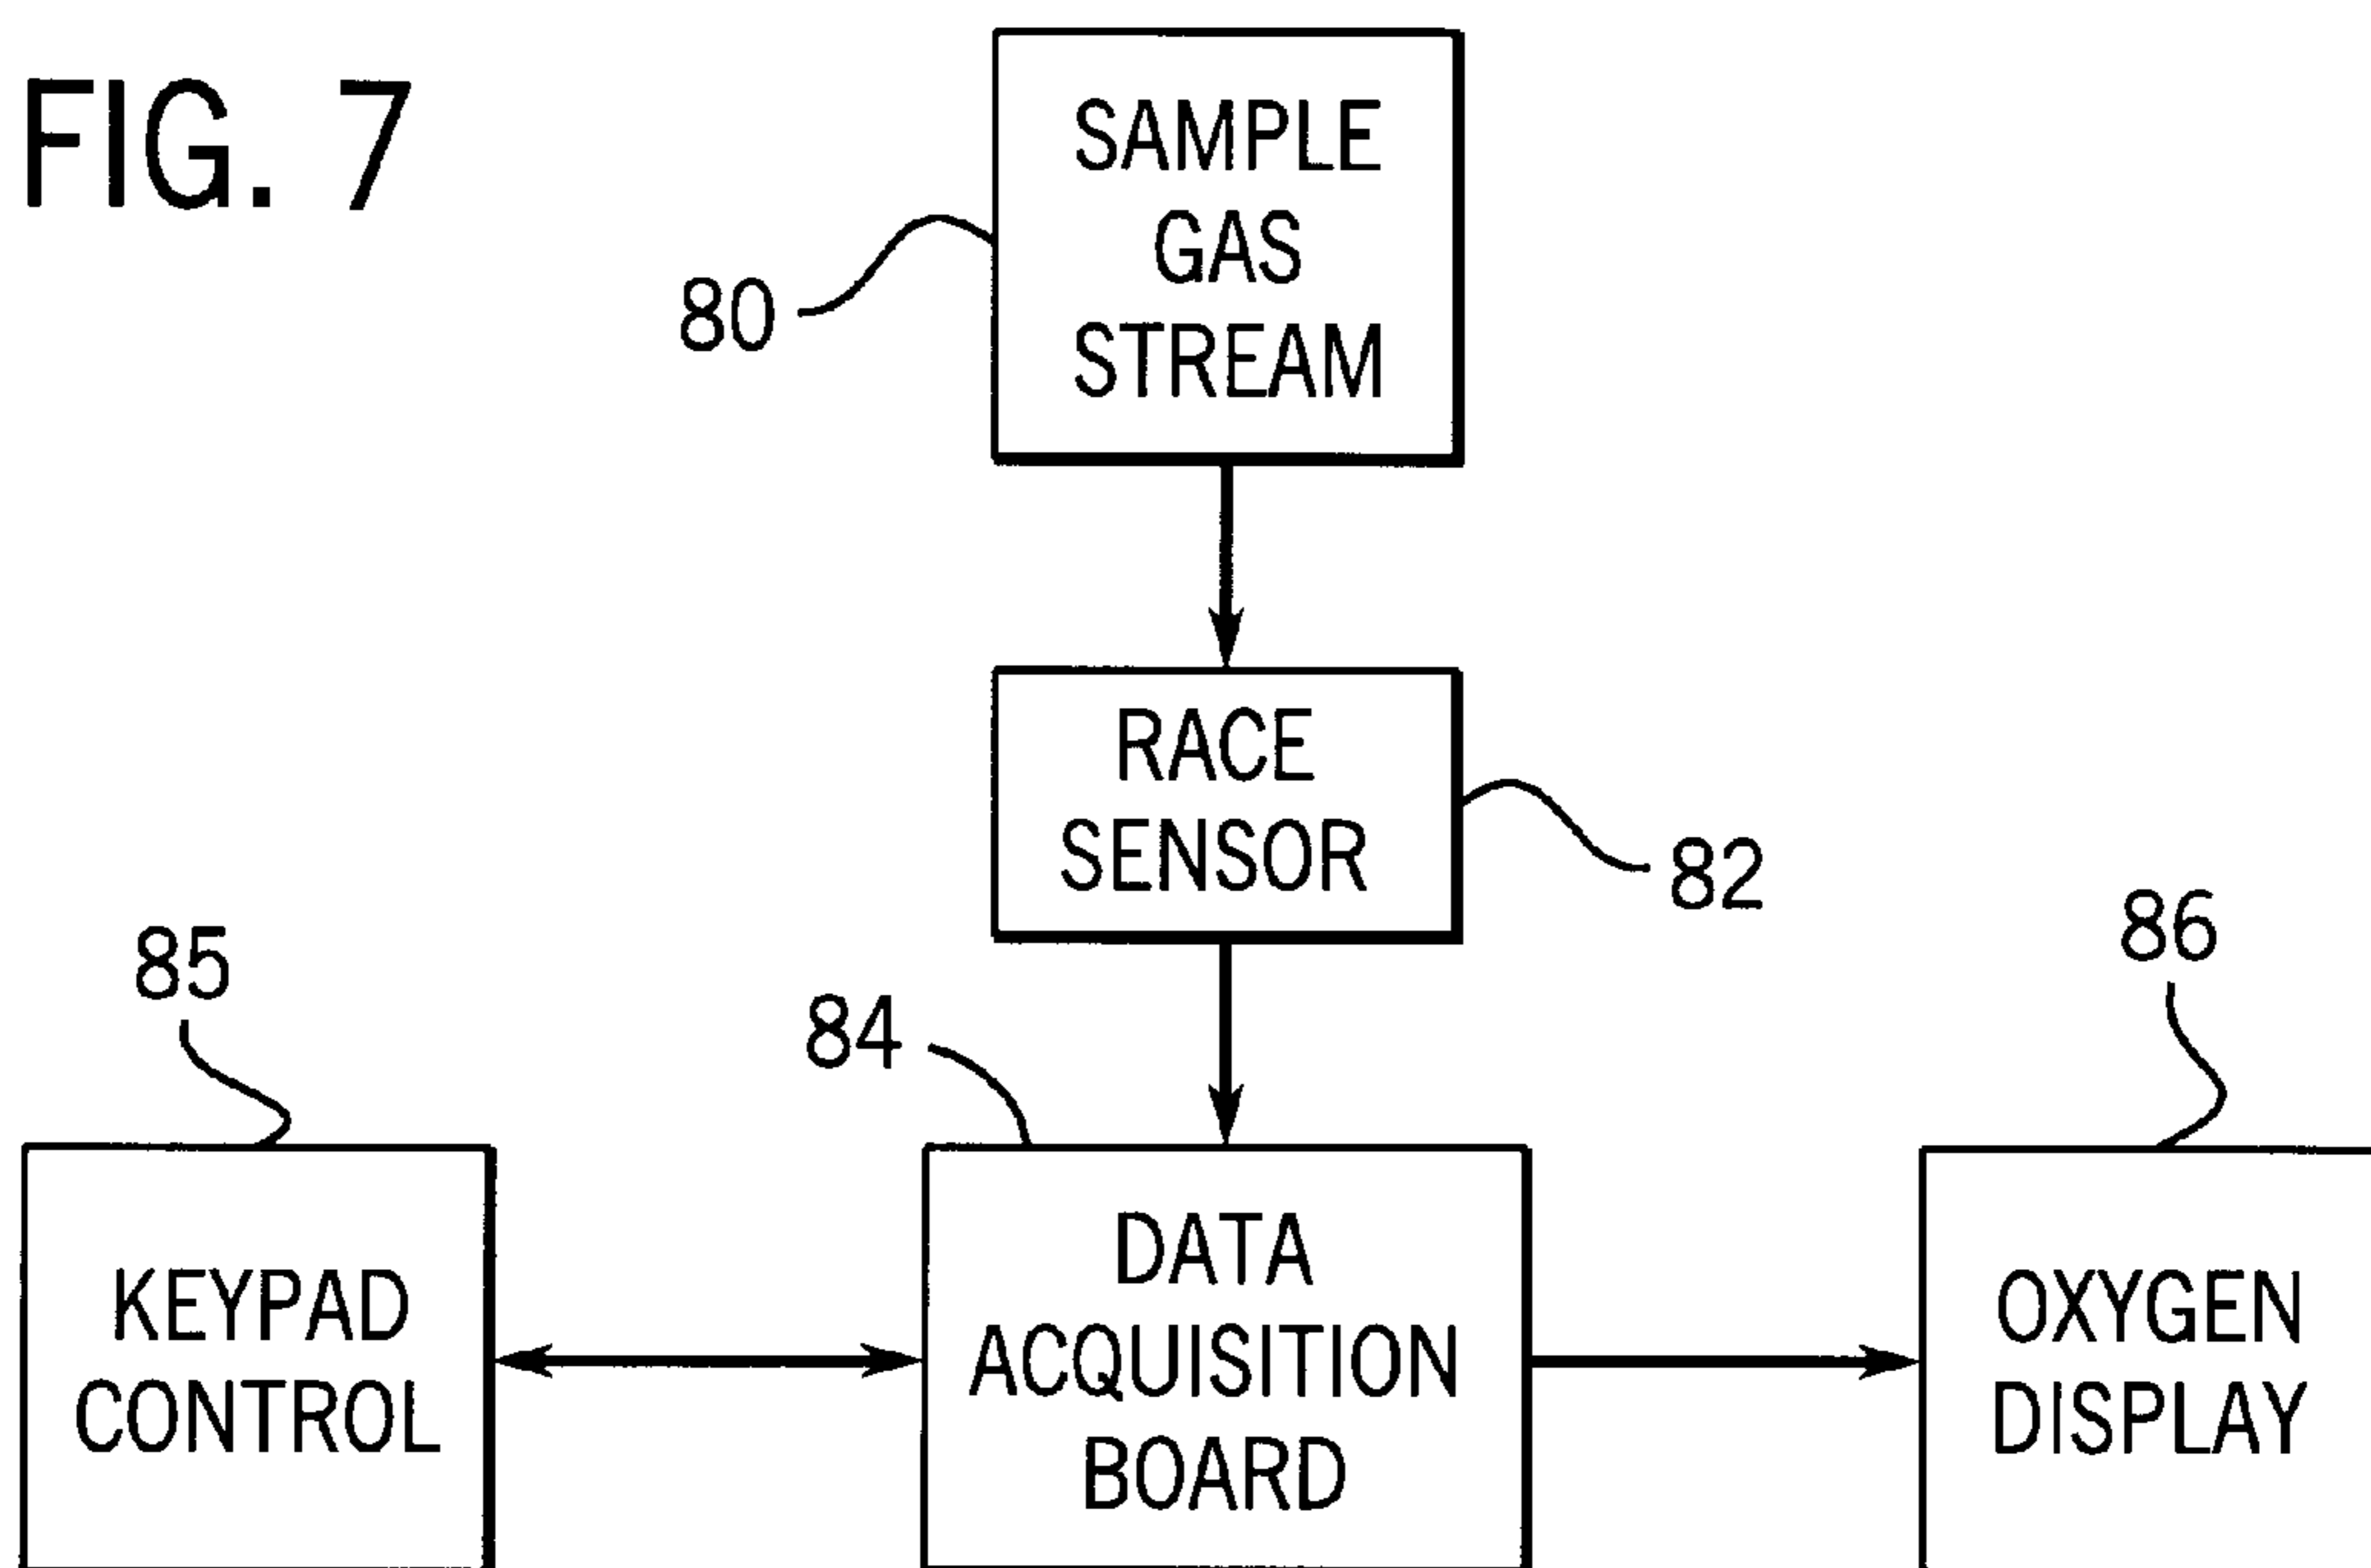 FIG. 7
SAMPLE
GAS
STREAM
80
RACE
SENSOR
82
85
84
86
KEYPAD
CONTROL
DATA
ACQUISITION
BOARD
OXYGEN
DISPLAY